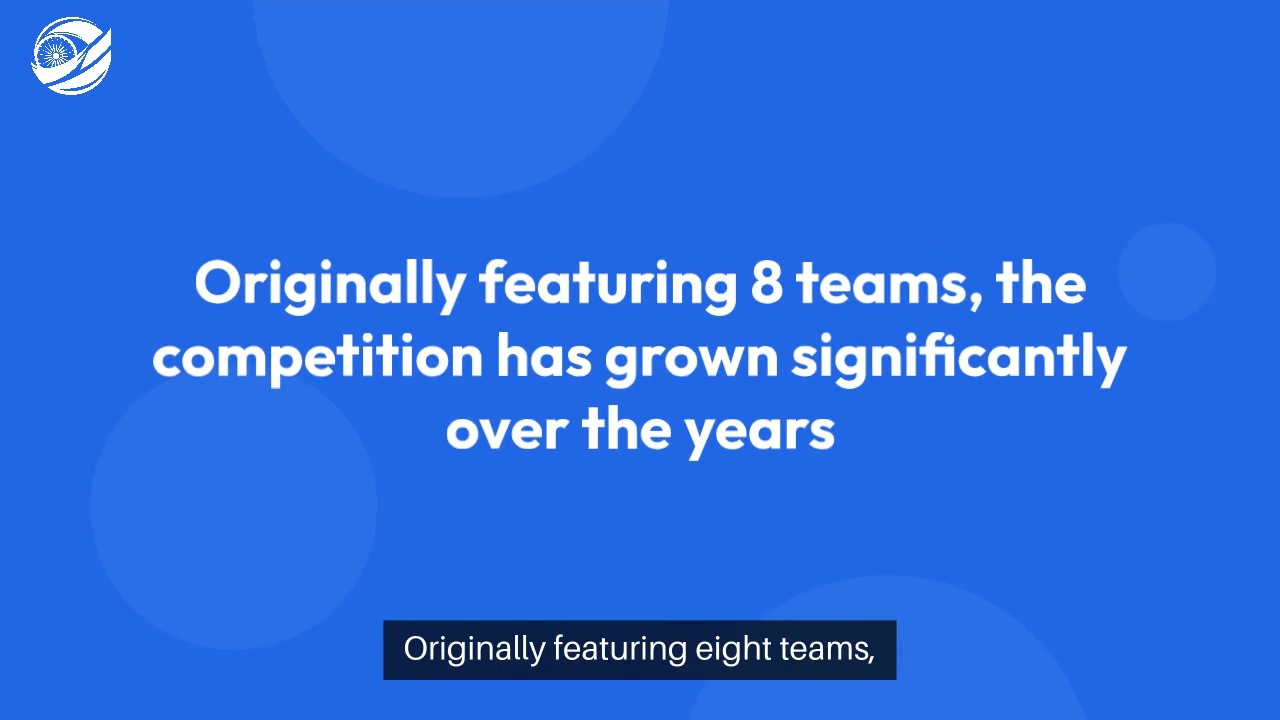 Originally featuring 8 teams, the
competition has grown significantly
over the years
Originally featuring eight teams,